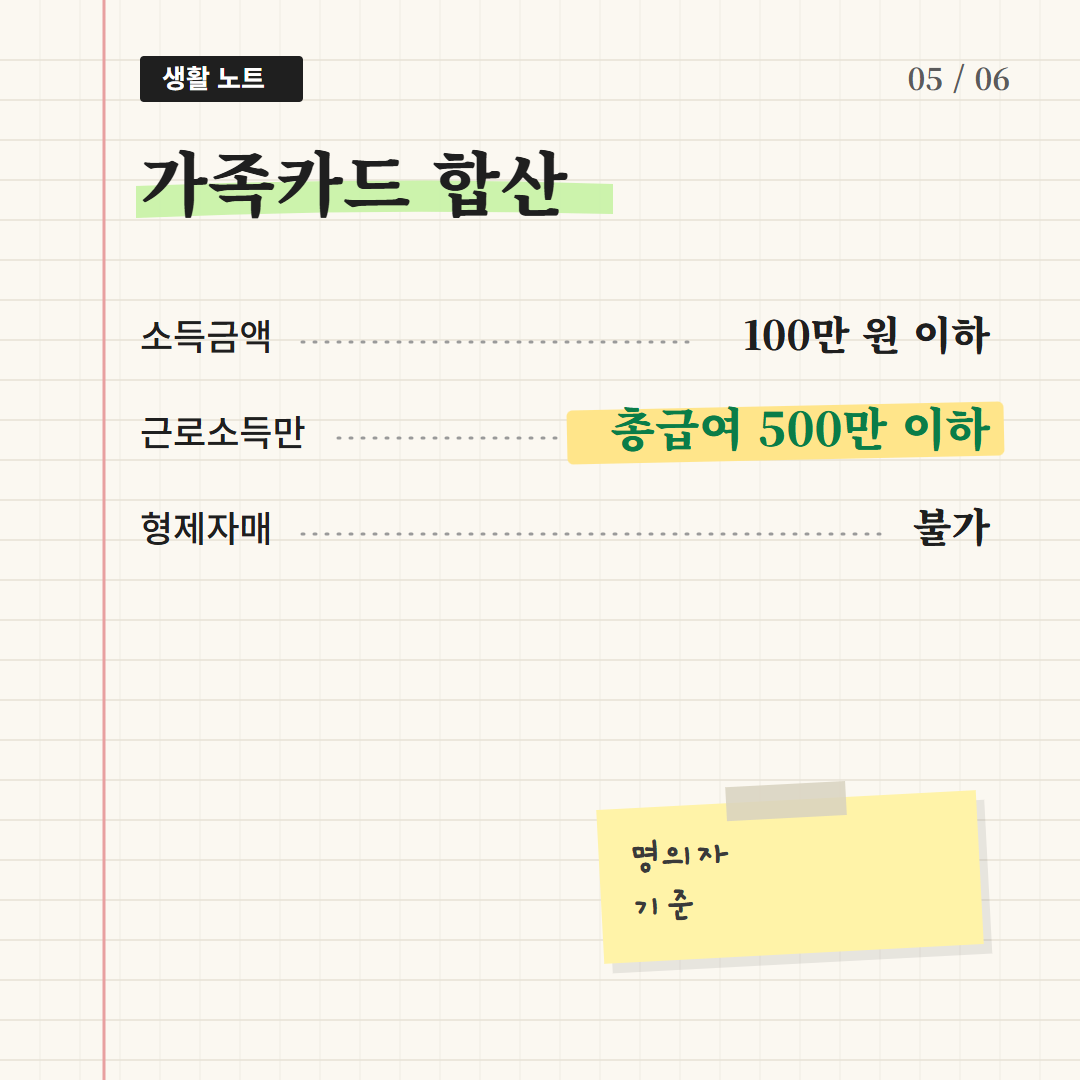 생활 노트
05 / 06
가족카드 합산
소득금액 100만 원 이하
근로소득만 총급여 500만 이하
형제자매 불가
명의자
기준